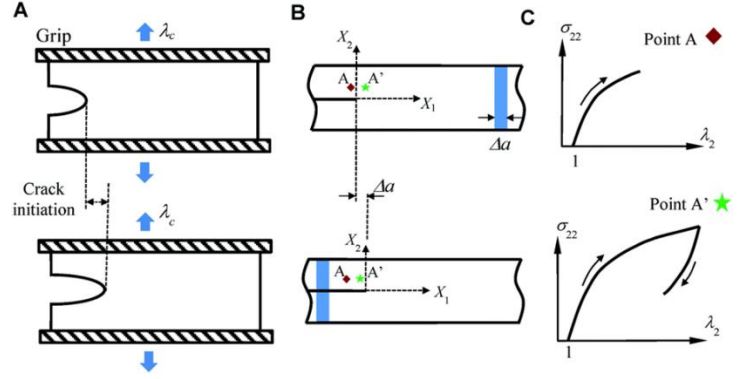 A
Grip
λc
Crack
initiation
λc
B
X2
A
A'
X1
Δa
Δa
X2
A
A'
X1
C
σ22
Point A
λ2
1
Point A'
σ22
λ2
1